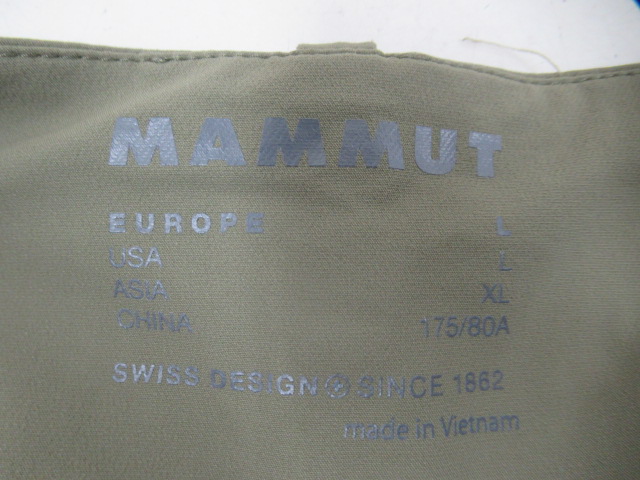 MAMMUT
EUROPE L
USA L
ASIA XL
CHINA 175/80A
SWISS DESIGN SINCE 1862
made in Vietnam